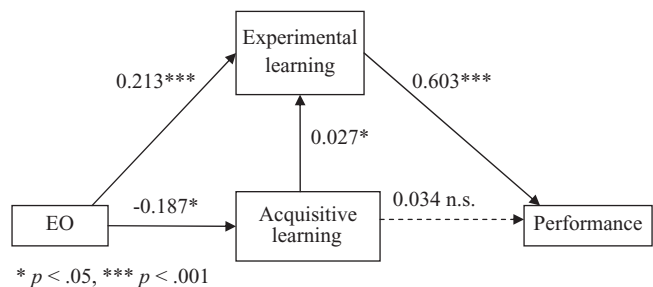 Experimental
learning
0.213***
0.603***
0.027*
-0.187*
0.034 n.s.
EO
Acquisitive
learning
Performance
* p < .05, *** p < .001